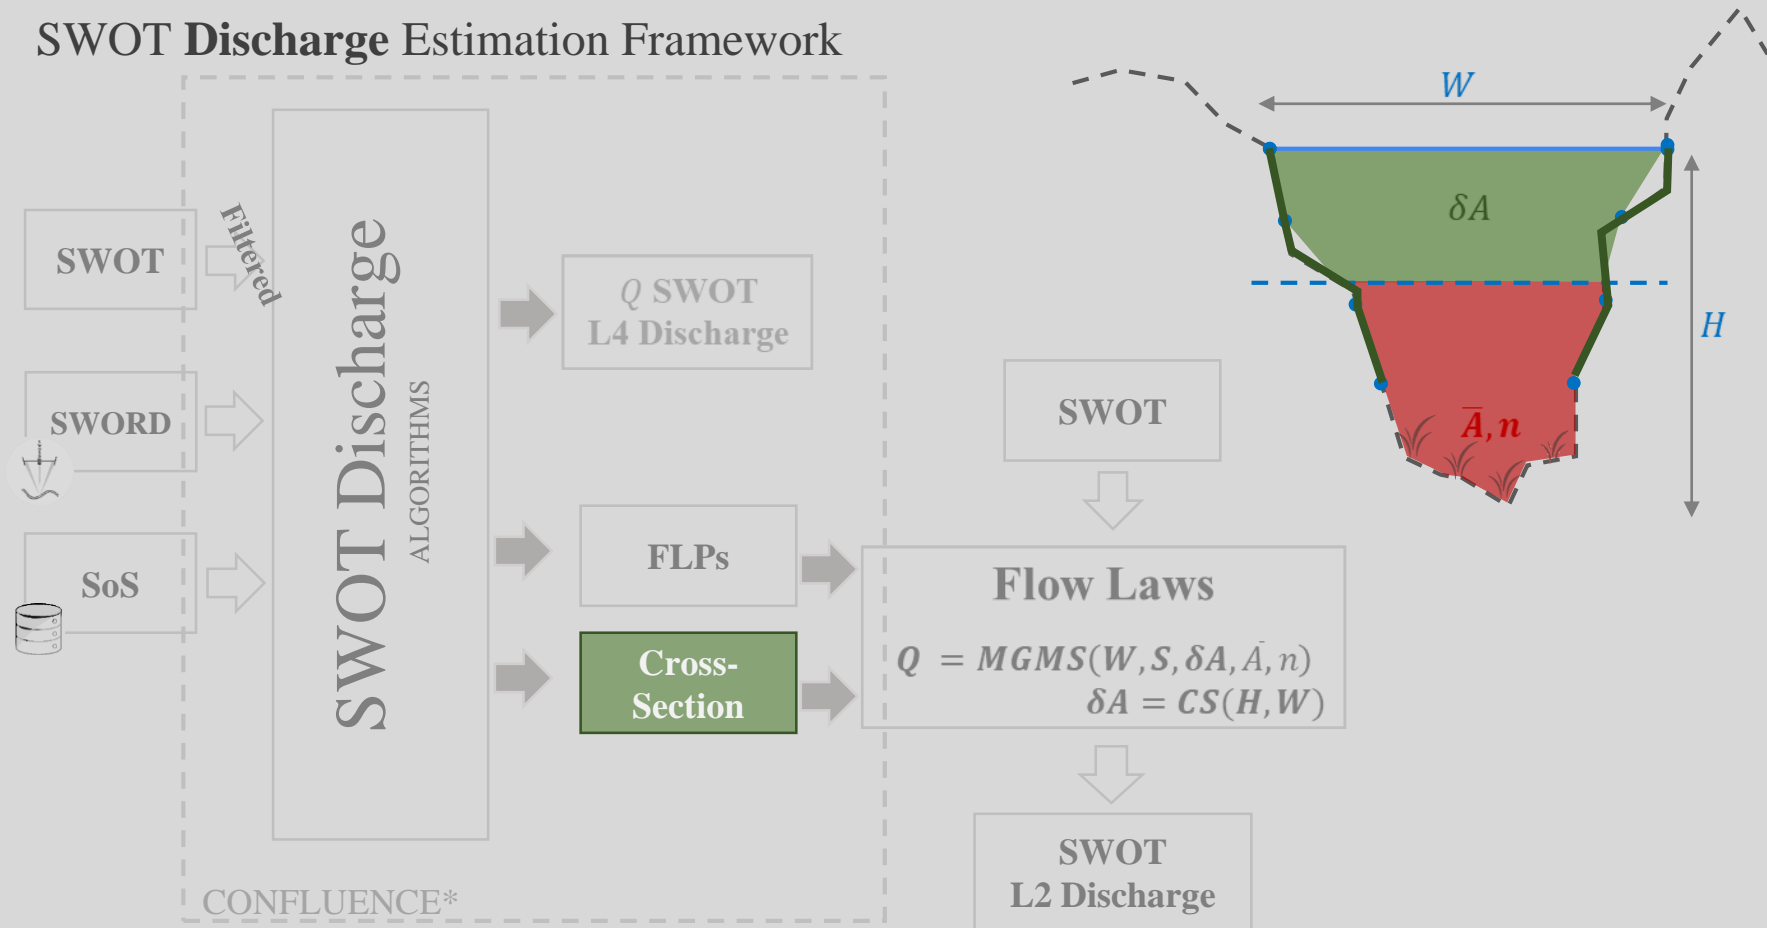 SWOT Discharge Estimation Framework
W
δA
H
A̅, n
Filtered
SWOT
SWORD
SoS
SWOT Discharge
ALGORITHMS
Q SWOT
L4 Discharge
FLPs
Cross-
Section
SWOT
Flow Laws
Q = MGMS(W, S, δA, A̅, n)
δA = CS(H, W)
SWOT
L2 Discharge
CONFLUENCE*